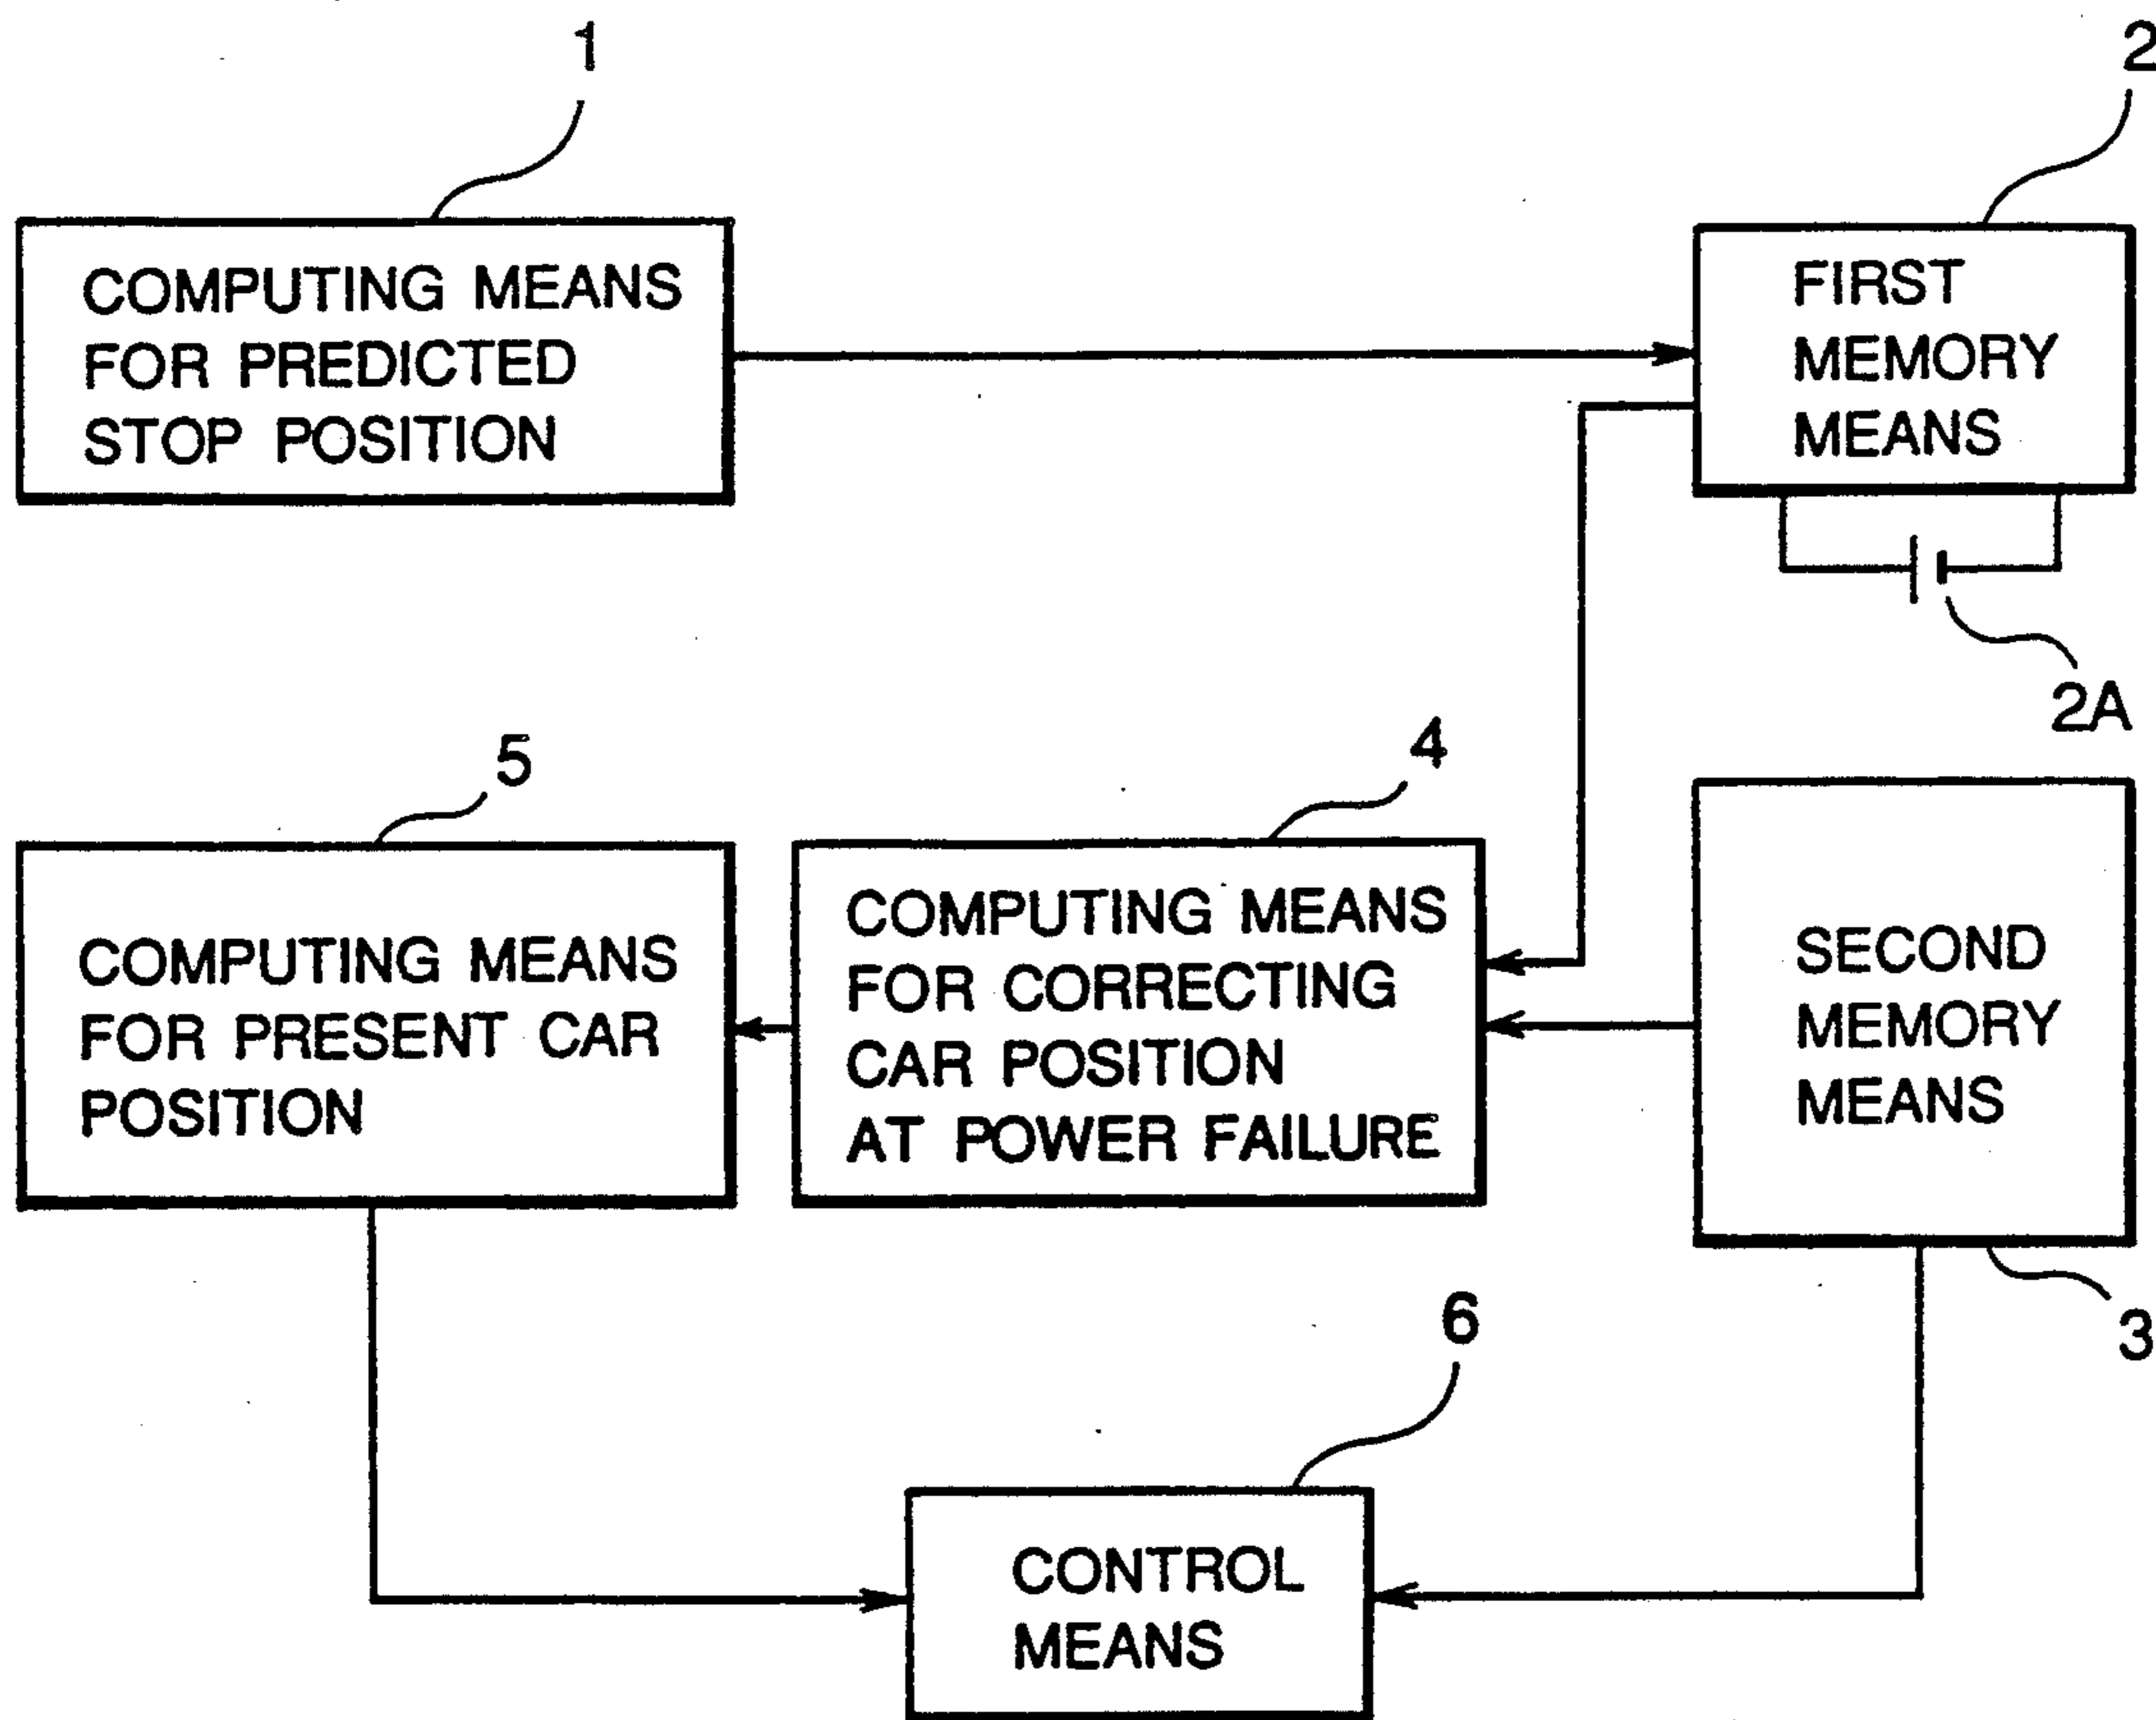 1
2
COMPUTING MEANS
FOR PREDICTED
STOP POSITION
FIRST
MEMORY
MEANS
2A
5
4
COMPUTING MEANS
FOR PRESENT CAR
POSITION
COMPUTING MEANS
FOR CORRECTING
CAR POSITION
AT POWER FAILURE
SECOND
MEMORY
MEANS
3
6
CONTROL
MEANS